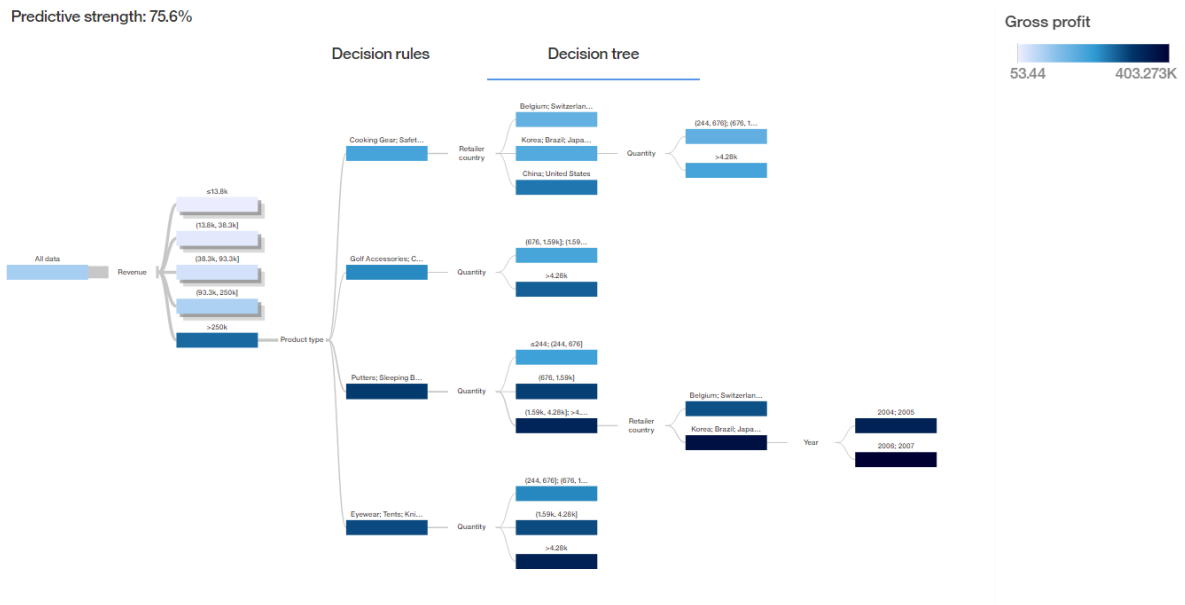 Predictive strength: 75.6%
Gross profit
53.44
403.273K
Decision rules
Decision tree
All data
Revenue
≤13.8k
(13.8k, 38.3k]
(38.3k, 93.3k]
(93.3k, 250k]
>250k
Product type
Cooking Gear; Safet...
Retailer
country
Belgium; Switzerlan...
Korea; Brazil; Japa...
China; United States
Quantity
(244, 676]; (676, 1...
>4.28k
Golf Accessories; C...
Quantity
(676, 1.59k]; (1.59...
>4.28k
Putters; Sleeping B...
Quantity
≤244; (244, 676]
(676, 1.59k]
(1.59k, 4.28k]; >4....
Retailer
country
Belgium; Switzerlan...
Korea; Brazil; Japa...
Year
2004; 2005
2006; 2007
Eyewear; Tents; Kni...
Quantity
(244, 676]; (676, 1...
(1.59k, 4.28k]
>4.28k